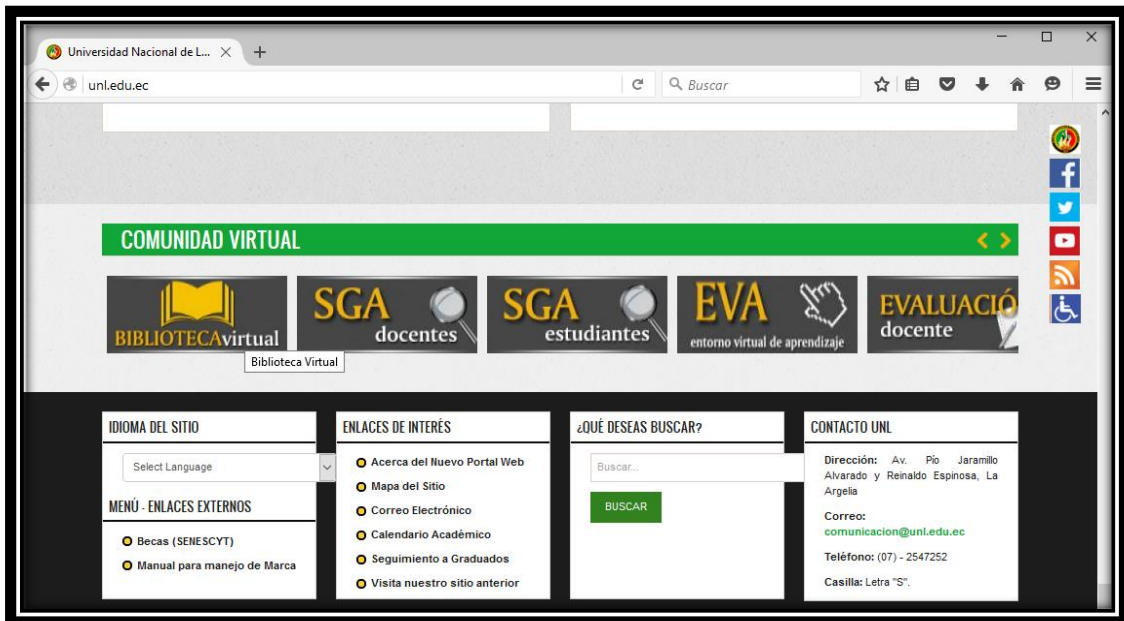 Universidad Nacional de L...
unl.edu.ec
Buscar
COMUNIDAD VIRTUAL
BIBLIOTECAvirtual
SGA
docentes
SGA
estudiantes
EVA
entorno virtual de aprendizaje
EVALUACIÓ
docente
Biblioteca Virtual
IDIOMA DEL SITIO
Select Language
MENÚ - ENLACES EXTERNOS
Becas (SENESCYT)
Manual para manejo de Marca
ENLACES DE INTERÉS
Acerca del Nuevo Portal Web
Mapa del Sitio
Correo Electrónico
Calendario Académico
Seguimiento a Graduados
Visita nuestro sitio anterior
¿QUÉ DESEAS BUSCAR?
Buscar...
BUSCAR
CONTACTO UNL
Dirección: Av. Pío Jaramillo
Alvarado y Reinaldo Espinosa, La
Argelia
Correo:
comunicacion@unl.edu.ec
Teléfono: (07) - 2547252
Casilla: Letra "S".